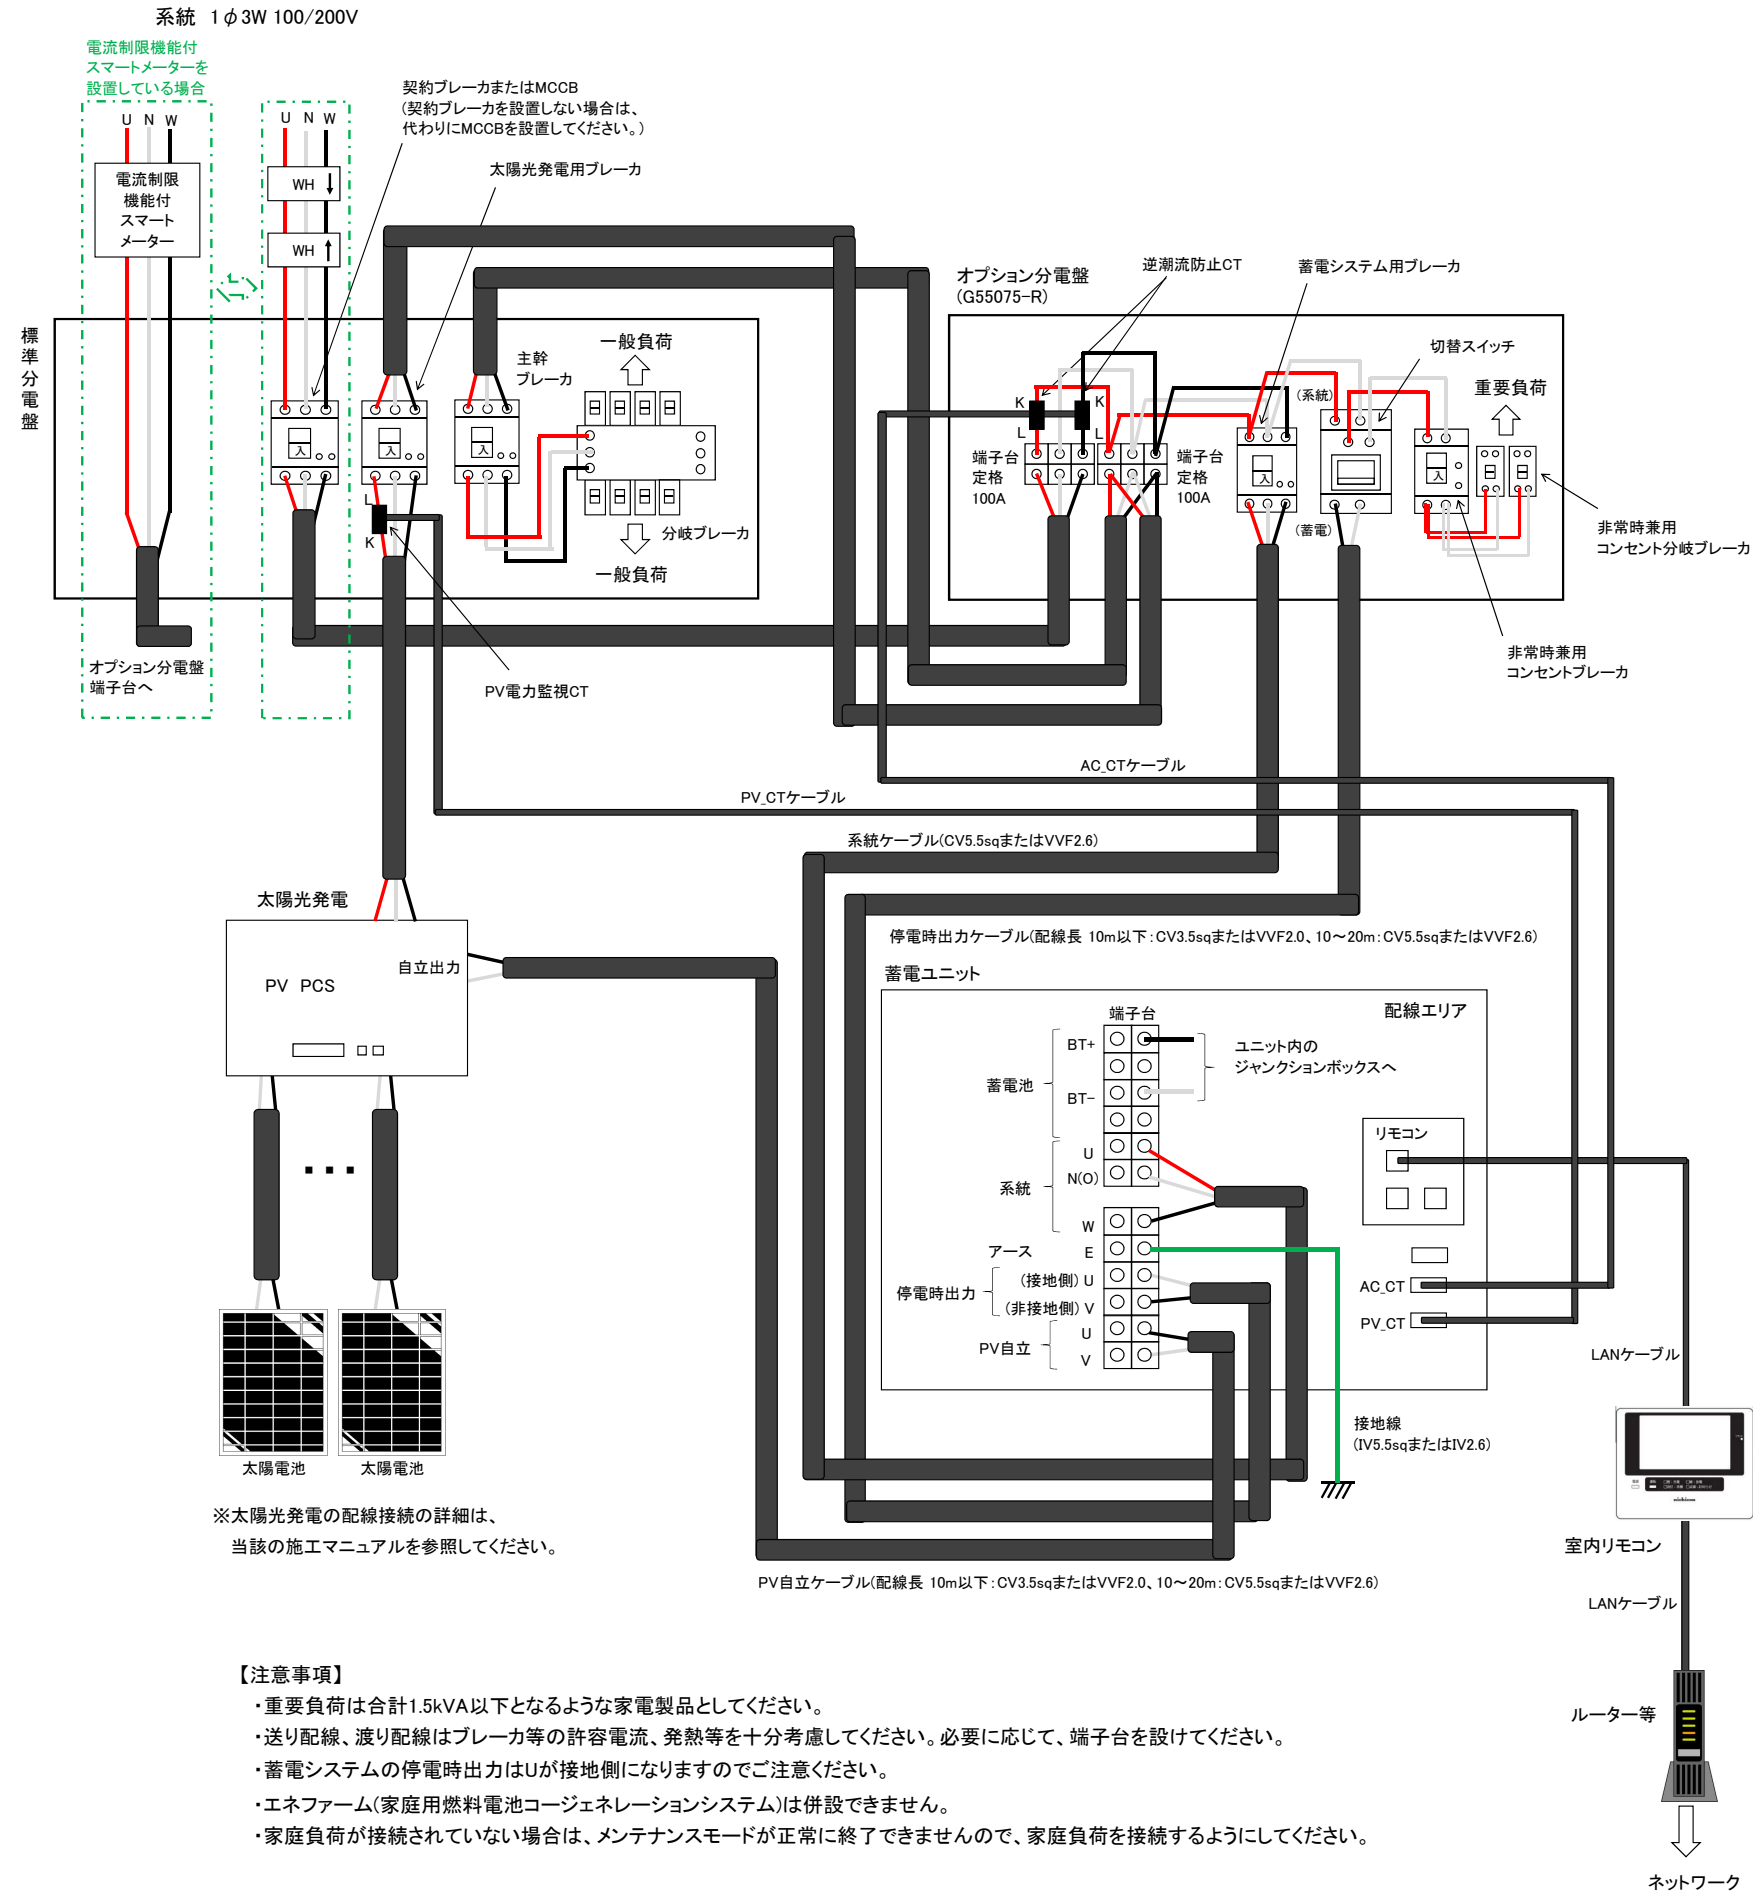 系統 1φ3W 100/200V
電流制限機能付
スマートメーターを
設置している場合
U N W
U N W
電流制限
機能付
スマート
メーター
WH
WH
契約ブレーカまたはMCCB
(契約ブレーカを設置しない場合は、
代わりにMCCBを設置してください。)
太陽光発電用ブレーカ
標準分電盤
主幹
ブレーカ
一般負荷
入
入
入
L
K
分岐ブレーカ
一般負荷
オプション分電盤
端子台へ
PV電力監視CT
オプション分電盤
(G55075-R)
逆潮流防止CT
蓄電システム用ブレーカ
切替スイッチ
重要負荷
(系統)
K
K
L
L
端子台
定格
100A
端子台
定格
100A
入
入
(蓄電)
非常時兼用
コンセント分岐ブレーカ
非常時兼用
コンセントブレーカ
AC_CTケーブル
PV_CTケーブル
系統ケーブル(CV5.5sqまたはVVF2.6)
停電時出力ケーブル(配線長 10m以下:CV3.5sqまたはVVF2.0、10~20m:CV5.5sqまたはVVF2.6)
太陽光発電
自立出力
PV PCS
太陽電池
太陽電池
※太陽光発電の配線接続の詳細は、
当該の施工マニュアルを参照してください。
蓄電ユニット
配線エリア
端子台
BT+
ユニット内の
ジャンクションボックスへ
蓄電池
BT-
U
N(O)
系統
W
アース
E
(接地側) U
停電時出力
(非接地側) V
U
PV自立
V
リモコン
AC_CT
PV_CT
LANケーブル
接地線
(IV5.5sqまたはIV2.6)
PV自立ケーブル(配線長 10m以下:CV3.5sqまたはVVF2.0、10~20m:CV5.5sqまたはVVF2.6)
室内リモコン
LANケーブル
ルーター等
ネットワーク
【注意事項】
・重要負荷は合計1.5kVA以下となるような家電製品としてください。
・送り配線、渡り配線はブレーカ等の許容電流、発熱等を十分考慮してください。必要に応じて、端子台を設けてください。
・蓄電システムの停電時出力はUが接地側になりますのでご注意ください。
・エネファーム(家庭用燃料電池コージェネレーションシステム)は併設できません。
・家庭負荷が接続されていない場合は、メンテナンスモードが正常に終了できませんので、家庭負荷を接続するようにしてください。